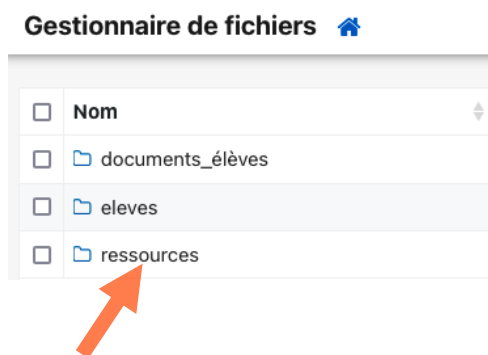 Gestionnaire de fichiers
Nom
documents_élèves
eleves
ressources